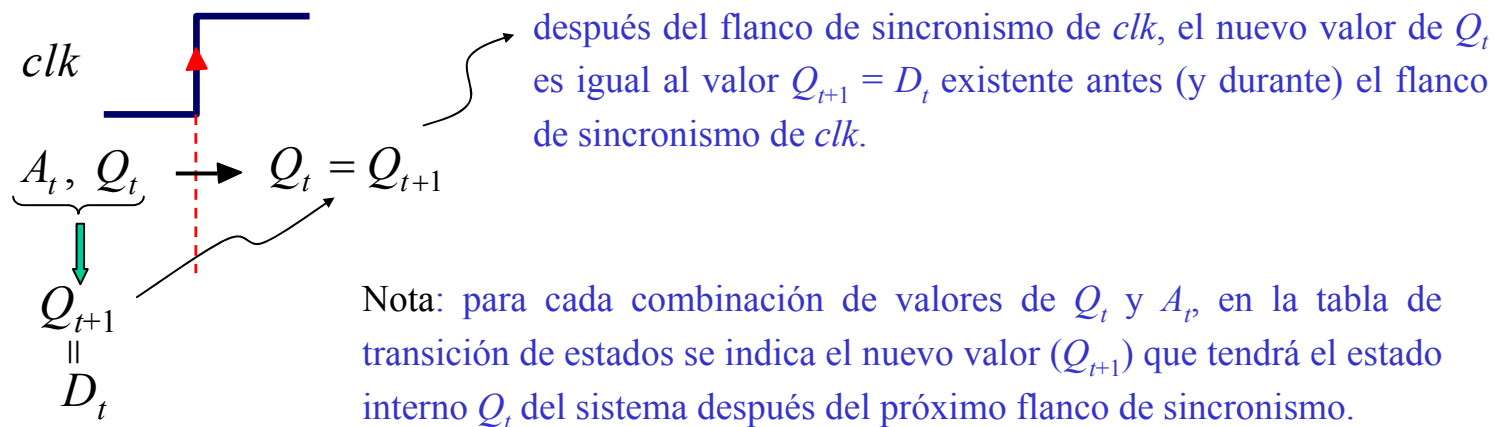 después del flanco de sincronismo de clk, el nuevo valor de Qₜ
es igual al valor Qₜ₊₁ = Dₜ existente antes (y durante) el flanco
de sincronismo de clk.
clk
Aₜ, Qₜ → Qₜ = Qₜ₊₁
Qₜ₊₁
=
Dₜ
Nota: para cada combinación de valores de Qₜ y Aₜ, en la tabla de
transición de estados se indica el nuevo valor (Qₜ₊₁) que tendrá el estado
interno Qₜ del sistema después del próximo flanco de sincronismo.